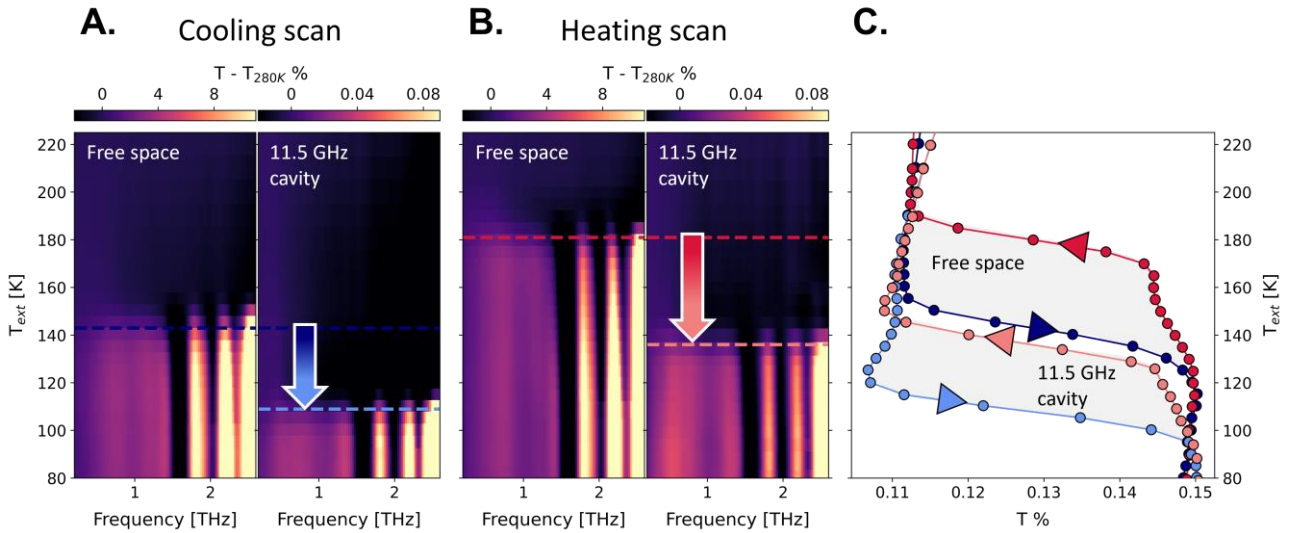 A.
Cooling scan
T - T280K %
0 4 8
0 0.04 0.08
Free space
11.5 GHz
cavity
220
200
180
160
140
120
100
80
Text [K]
1 2
1 2
Frequency [THz]
Frequency [THz]
B.
Heating scan
T - T280K %
0 4 8
0 0.04 0.08
Free space
11.5 GHz
cavity
1 2
1 2
Frequency [THz]
Frequency [THz]
C.
Free space
11.5 GHz
cavity
220
200
180
160
140
120
100
80
Text [K]
0.11 0.12 0.13 0.14 0.15
T %